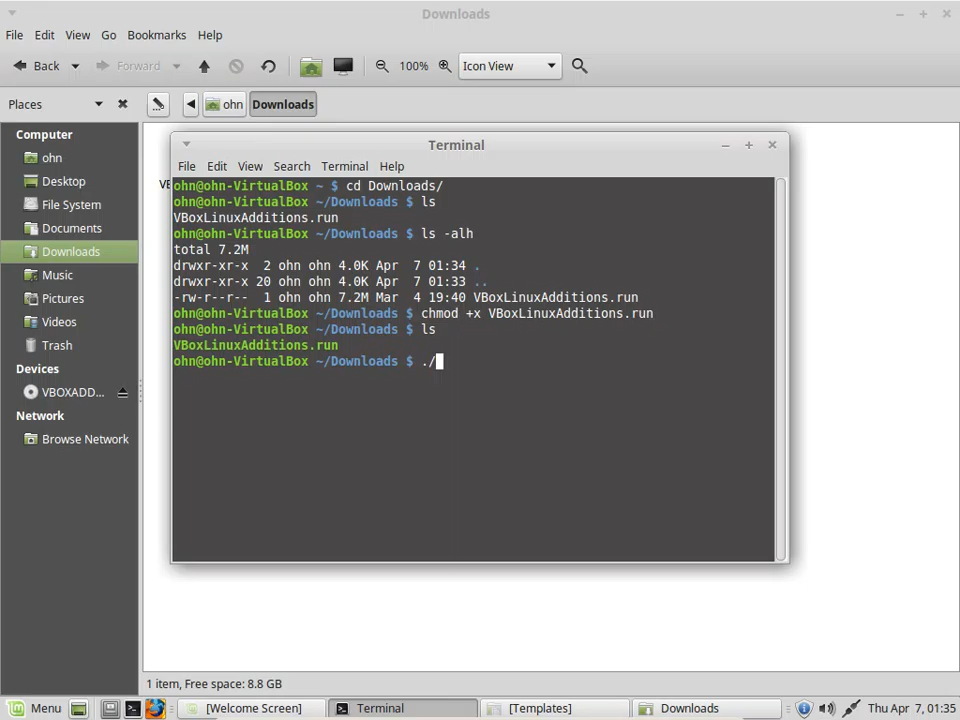 Downloads
File Edit View Go Bookmarks Help
Back Forward 100% Icon View
Places ohn Downloads
Computer
ohn
Desktop
File System
Documents
Downloads
Music
Pictures
Videos
Trash
Devices
VBOXADD...
Network
Browse Network
VB
Terminal
File Edit View Search Terminal Help
ohn@ohn-VirtualBox ~ $ cd Downloads/
ohn@ohn-VirtualBox ~/Downloads $ ls
VBoxLinuxAdditions.run
ohn@ohn-VirtualBox ~/Downloads $ ls -alh
total 7.2M
drwxr-xr-x  2 ohn ohn 4.0K Apr  7 01:34 .
drwxr-xr-x 20 ohn ohn 4.0K Apr  7 01:33 ..
-rw-r--r--  1 ohn ohn 7.2M Mar  4 19:40 VBoxLinuxAdditions.run
ohn@ohn-VirtualBox ~/Downloads $ chmod +x VBoxLinuxAdditions.run
ohn@ohn-VirtualBox ~/Downloads $ ls
VBoxLinuxAdditions.run
ohn@ohn-VirtualBox ~/Downloads $ ./
1 item, Free space: 8.8 GB
Menu [Welcome Screen] Terminal [Templates] Downloads Thu Apr 7, 01:35